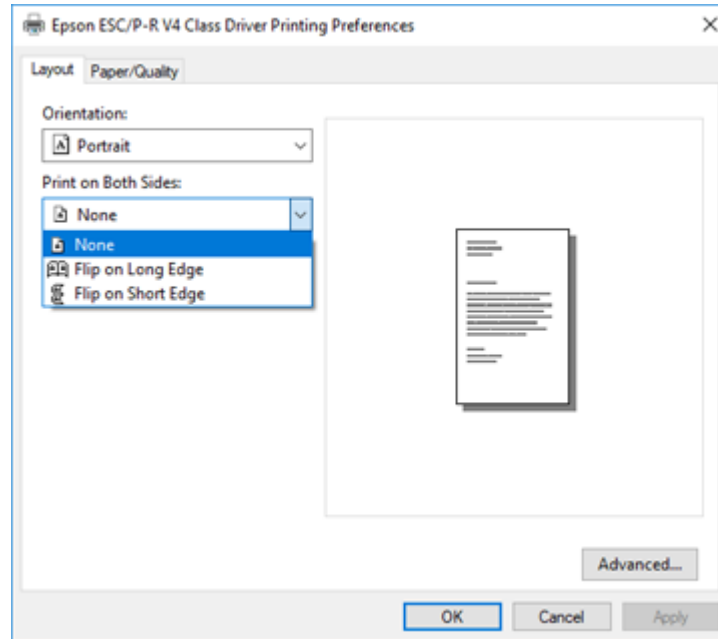 Epson ESC/P-R V4 Class Driver Printing Preferences
Layout
Paper/Quality
Orientation:
Portrait
Print on Both Sides:
None
None
Flip on Long Edge
Flip on Short Edge
Advanced...
OK
Cancel
Apply